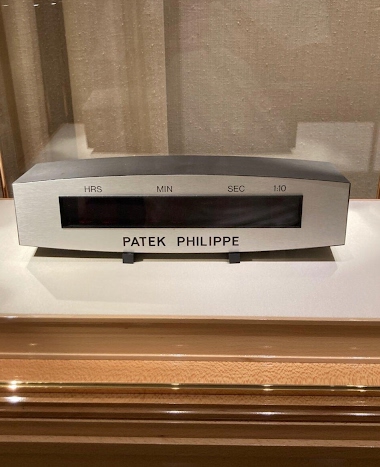 HRS MIN SEC 1:10
PATEK PHILIPPE